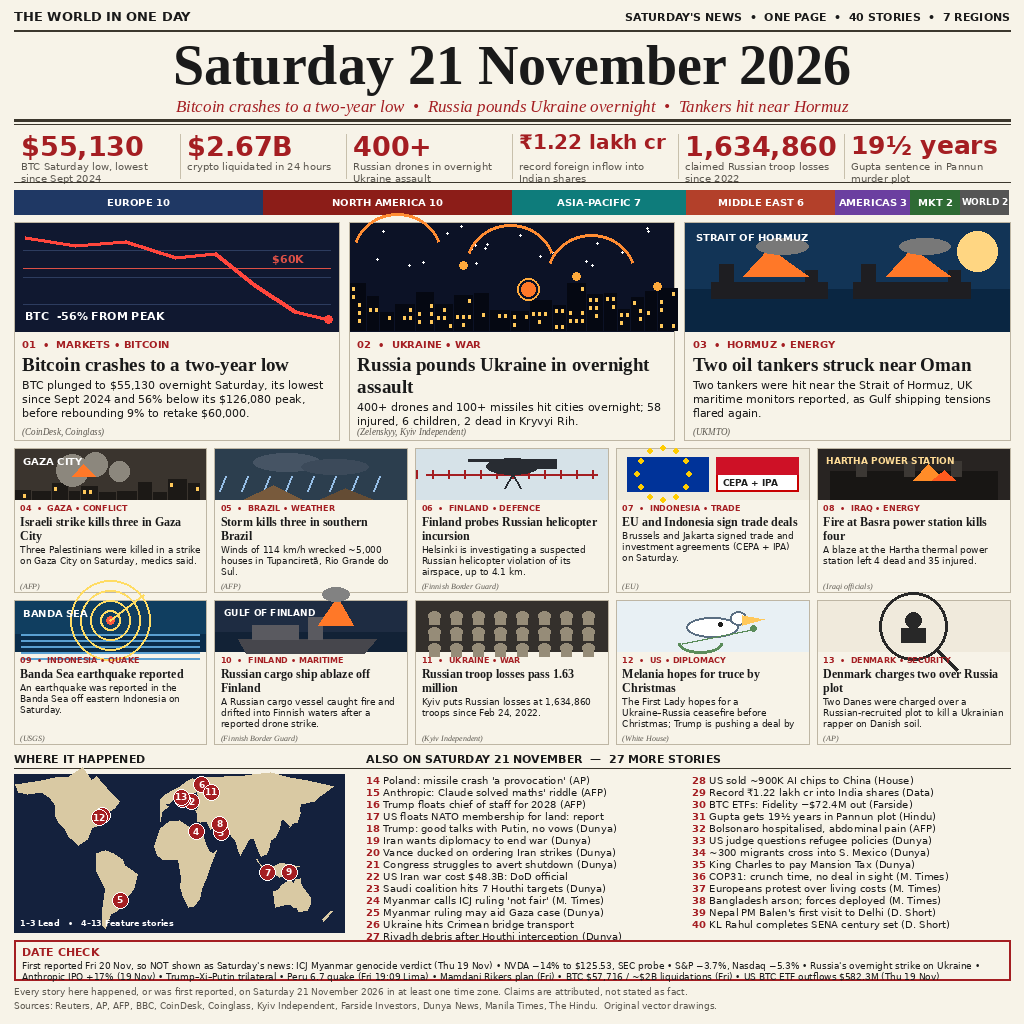 THE WORLD IN ONE DAY
SATURDAY'S NEWS • ONE PAGE • 40 STORIES • 7 REGIONS
Saturday 21 November 2026
Bitcoin crashes to a two-year low • Russia pounds Ukraine overnight • Tankers hit near Hormuz
$55,130
BTC Saturday low, lowest
since Sept 2024
$2.67B
crypto liquidated in 24 hours
400+
Russian drones in overnight
Ukraine assault
₹1.22 lakh cr
record foreign inflow into
Indian shares
1,634,860
claimed Russian troop losses
since 2022
19½ years
Gupta sentence in Pannun
murder plot
EUROPE 10
NORTH AMERICA 10
ASIA-PACIFIC 7
MIDDLE EAST 6
AMERICAS 3
MKT 2
WORLD 2
$60K
BTC -56% FROM PEAK
01 • MARKETS • BITCOIN
Bitcoin crashes to a two-year low
BTC plunged to $55,130 overnight Saturday, its lowest
since Sept 2024 and 56% below its $126,080 peak,
before rebounding 9% to retake $60,000.
(CoinDesk, Coinglass)
02 • UKRAINE • WAR
Russia pounds Ukraine in overnight
assault
400+ drones and 100+ missiles hit cities overnight; 58
injured, 6 children, 2 dead in Kryvyi Rih.
(Zelenskyy, Kyiv Independent)
STRAIT OF HORMUZ
03 • HORMUZ • ENERGY
Two oil tankers struck near Oman
Two tankers were hit near the Strait of Hormuz, UK
maritime monitors reported, as Gulf shipping tensions
flared again.
(UKMTO)
GAZA CITY
04 • GAZA • CONFLICT
Israeli strike kills three in Gaza
City
Three Palestinians were killed in a strike
on Gaza City on Saturday, medics said.
(AFP)
05 • BRAZIL • WEATHER
Storm kills three in southern
Brazil
Winds of 114 km/h wrecked ~5,000
houses in Tupanciretã, Rio Grande do
Sul.
(AFP)
06 • FINLAND • DEFENCE
Finland probes Russian helicopter
incursion
Helsinki is investigating a suspected
Russian helicopter violation of its
airspace, up to 4.1 km.
(Finnish Border Guard)
CEPA + IPA
07 • INDONESIA • TRADE
EU and Indonesia sign trade deals
Brussels and Jakarta signed trade and
investment agreements (CEPA + IPA)
on Saturday.
(EU)
HARTHA POWER STATION
08 • IRAQ • ENERGY
Fire at Basra power station kills
four
A blaze at the Hartha thermal power
station left 4 dead and 35 injured.
(Iraqi officials)
BANDA SEA
09 • INDONESIA • QUAKE
Banda Sea earthquake reported
An earthquake was reported in the
Banda Sea off eastern Indonesia on
Saturday.
(USGS)
GULF OF FINLAND
10 • FINLAND • MARITIME
Russian cargo ship ablaze off
Finland
A Russian cargo vessel caught fire and
drifted into Finnish waters after a
reported drone strike.
(Finnish Border Guard)
11 • UKRAINE • WAR
Russian troop losses pass 1.63
million
Kyiv puts Russian losses at 1,634,860
troops since Feb 24, 2022.
(Kyiv Independent)
12 • US • DIPLOMACY
Melania hopes for truce by
Christmas
The First Lady hopes for a
Ukraine–Russia ceasefire before
Christmas; Trump is pushing a deal by
(White House)
13 • DENMARK • SECURITY
Denmark charges two over Russia
plot
Two Danes were charged over a
Russian-recruited plot to kill a Ukrainian
rapper on Danish soil.
(AP)
WHERE IT HAPPENED
6
13
2
11
12
8
4
7
9
5
1–3 Lead • 4–13 Feature stories
ALSO ON SATURDAY 21 NOVEMBER — 27 MORE STORIES
14 Poland: missile crash 'a provocation' (AP)
15 Anthropic: Claude solved maths' riddle (AFP)
16 Trump floats chief of staff for 2028 (AFP)
17 US floats NATO membership for land: report
18 Trump: good talks with Putin, no vows (Dunya)
19 Iran wants diplomacy to end war (Dunya)
20 Vance ducked on ordering Iran strikes (Dunya)
21 Congress struggles to avert shutdown (Dunya)
22 US Iran war cost $48.3B: DoD official
23 Saudi coalition hits 7 Houthi targets (Dunya)
24 Myanmar calls ICJ ruling 'not fair' (M. Times)
25 Myanmar ruling may aid Gaza case (Dunya)
26 Ukraine hits Crimean bridge transport
27 Riyadh debris after Houthi interception (Dunya)
28 US sold ~900K AI chips to China (House)
29 Record ₹1.22 lakh cr into India shares (Data)
30 BTC ETFs: Fidelity −$72.4M out (Farside)
31 Gupta gets 19½ years in Pannun plot (Hindu)
32 Bolsonaro hospitalised, abdominal pain (AFP)
33 US judge questions refugee policies (Dunya)
34 ~300 migrants cross into S. Mexico (Dunya)
35 King Charles to pay Mansion Tax (Dunya)
36 COP31: crunch time, no deal in sight (M. Times)
37 Europeans protest over living costs (M. Times)
38 Bangladesh arson; forces deployed (M. Times)
39 Nepal PM Balen's first visit to Delhi (D. Short)
40 KL Rahul completes SENA century set (D. Short)
DATE CHECK
First reported Fri 20 Nov, so NOT shown as Saturday's news: ICJ Myanmar genocide verdict (Thu 19 Nov) • NVDA −14% to $125.53, SEC probe • S&P −3.7%, Nasdaq −5.3% • Russia's overnight strike on Ukraine •
Anthropic IPO +17% (19 Nov) • Trump–Xi–Putin trilateral • Peru 6.7 quake (Fri 19:09 Lima) • Mamdani Rikers plan (Fri) • BTC $57,716 / ~$2B liquidations (Fri) • US BTC ETF outflows $582.3M (Thu 19 Nov)
Every story here happened, or was first reported, on Saturday 21 November 2026 in at least one time zone. Claims are attributed, not stated as fact.
Sources: Reuters, AP, AFP, BBC, CoinDesk, Coinglass, Kyiv Independent, Farside Investors, Dunya News, Manila Times, The Hindu. Original vector drawings.